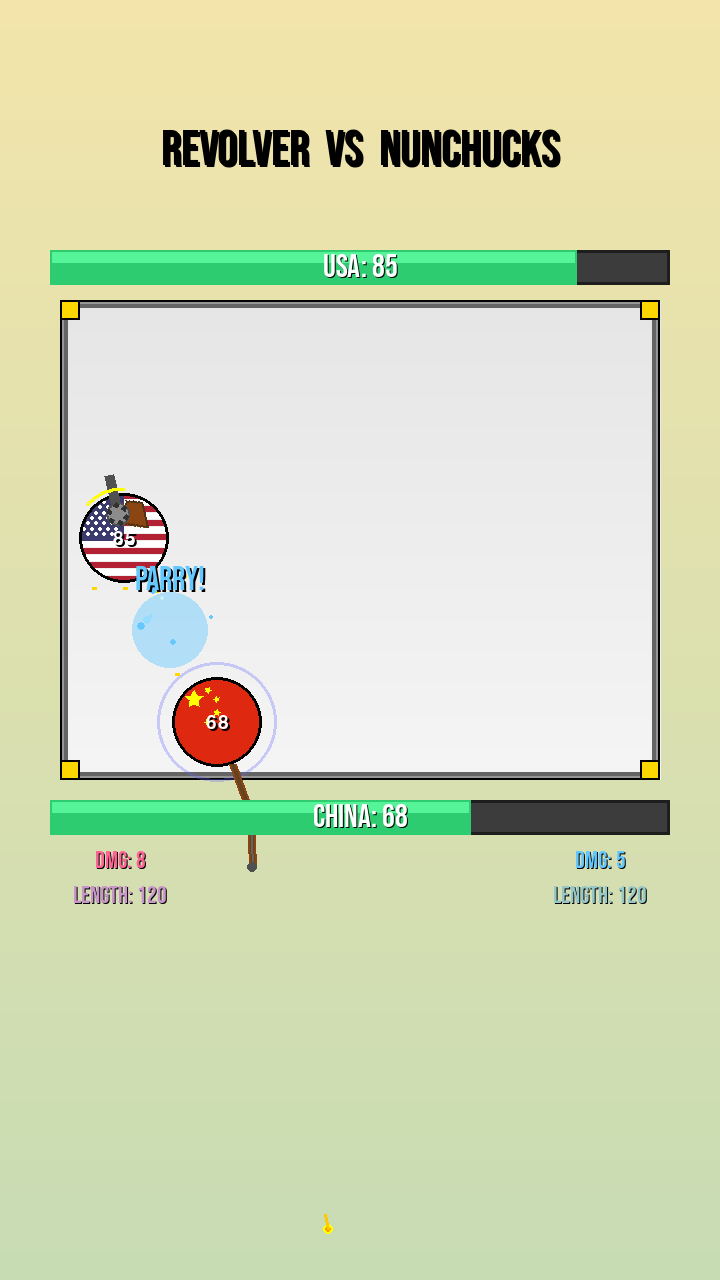 REVOLVER VS NUNCHUCKS
USA: 85
85
PARRY!
68
CHINA: 68
DMG: 8
DMG: 5
LENGTH: 120
LENGTH: 120